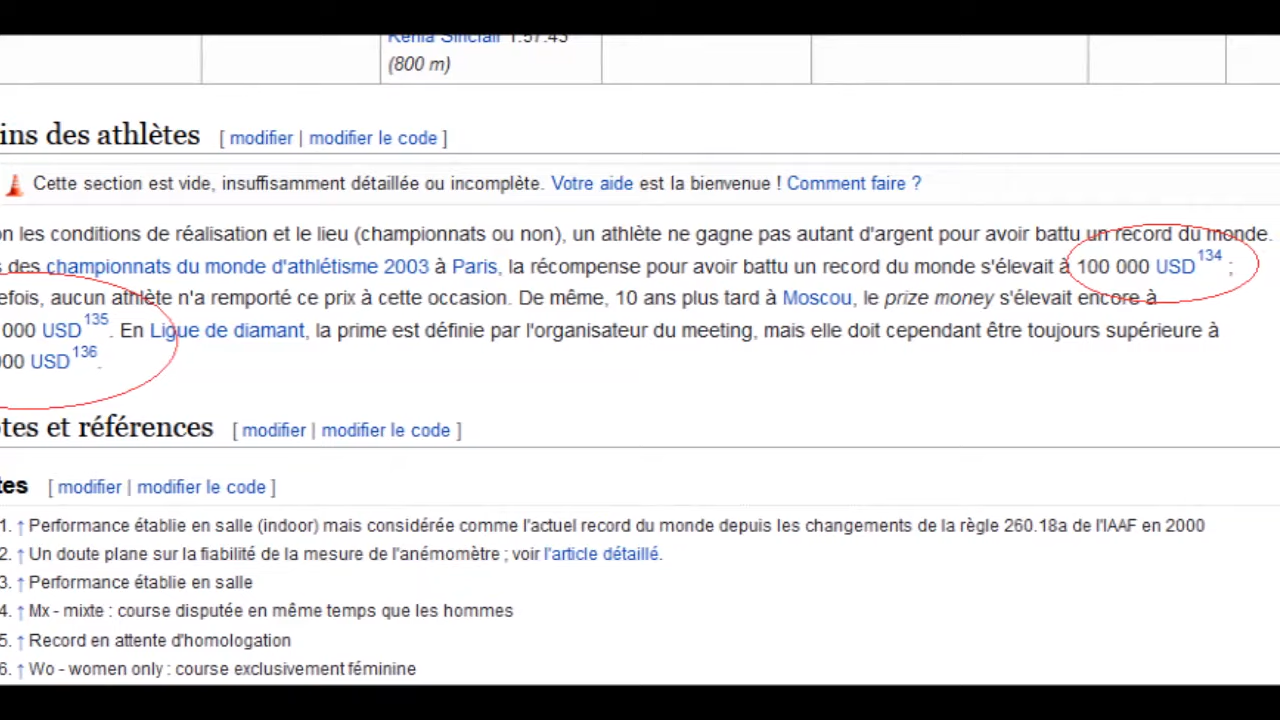 Kenia Sinclair 1:57.43
(800 m)
ins des athlètes [ modifier | modifier le code ]
Cette section est vide, insuffisamment détaillée ou incomplète. Votre aide est la bienvenue ! Comment faire ?
on les conditions de réalisation et le lieu (championnats ou non), un athlète ne gagne pas autant d'argent pour avoir battu un record du monde.
s des championnats du monde d'athlétisme 2003 à Paris, la récompense pour avoir battu un record du monde s'élevait à 100 000 USD134 ;
efois, aucun athlète n'a remporté ce prix à cette occasion. De même, 10 ans plus tard à Moscou, le prize money s'élevait encore à
000 USD135. En Ligue de diamant, la prime est définie par l'organisateur du meeting, mais elle doit cependant être toujours supérieure à
000 USD136.
tes et références [ modifier | modifier le code ]
tes [ modifier | modifier le code ]
1. ↑ Performance établie en salle (indoor) mais considérée comme l'actuel record du monde depuis les changements de la règle 260.18a de l'IAAF en 2000
2. ↑ Un doute plane sur la fiabilité de la mesure de l'anémomètre ; voir l'article détaillé.
3. ↑ Performance établie en salle
4. ↑ Mx - mixte : course disputée en même temps que les hommes
5. ↑ Record en attente d'homologation
6. ↑ Wo - women only : course exclusivement féminine